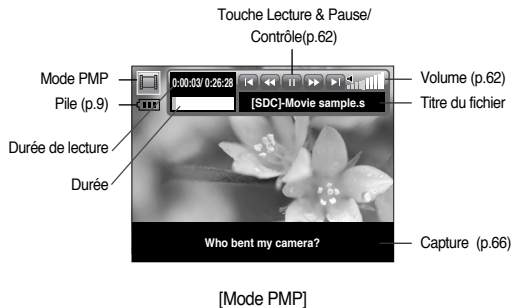 Touche Lecture & Pause/
Contrôle(p.62)
Mode PMP
Pile (p.9)
Durée de lecture
Durée
0:00:03/ 0:26:28
[SDC]-Movie sample.s
Volume (p.62)
Titre du fichier
Who bent my camera?
Capture (p.66)
[Mode PMP]